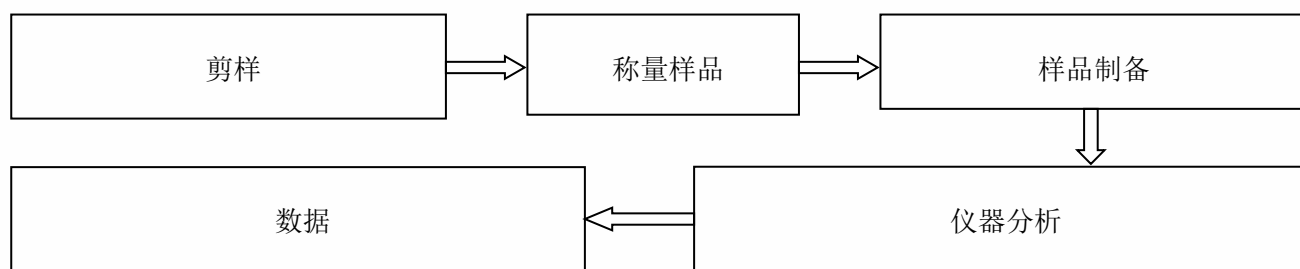 剪样
称量样品
样品制备
仪器分析
数据